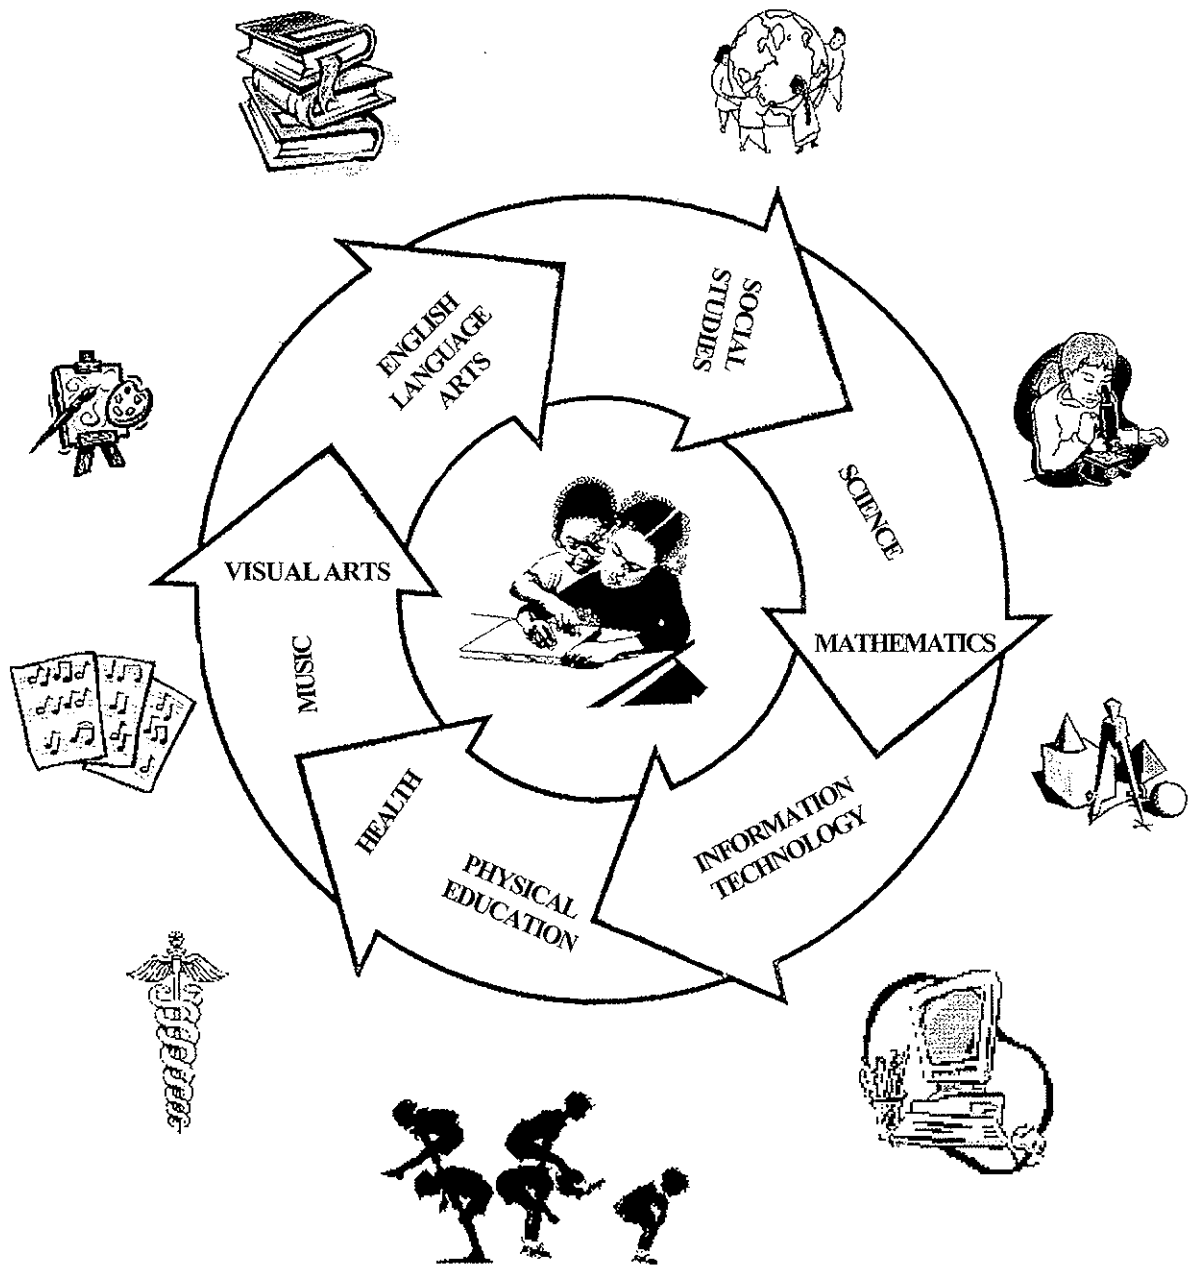 ENGLISH
LANGUAGE
ARTS
SOCIAL
STUDIES
SCIENCE
MATHEMATICS
INFORMATION
TECHNOLOGY
PHYSICAL
EDUCATION
HEALTH
MUSIC
VISUAL ARTS